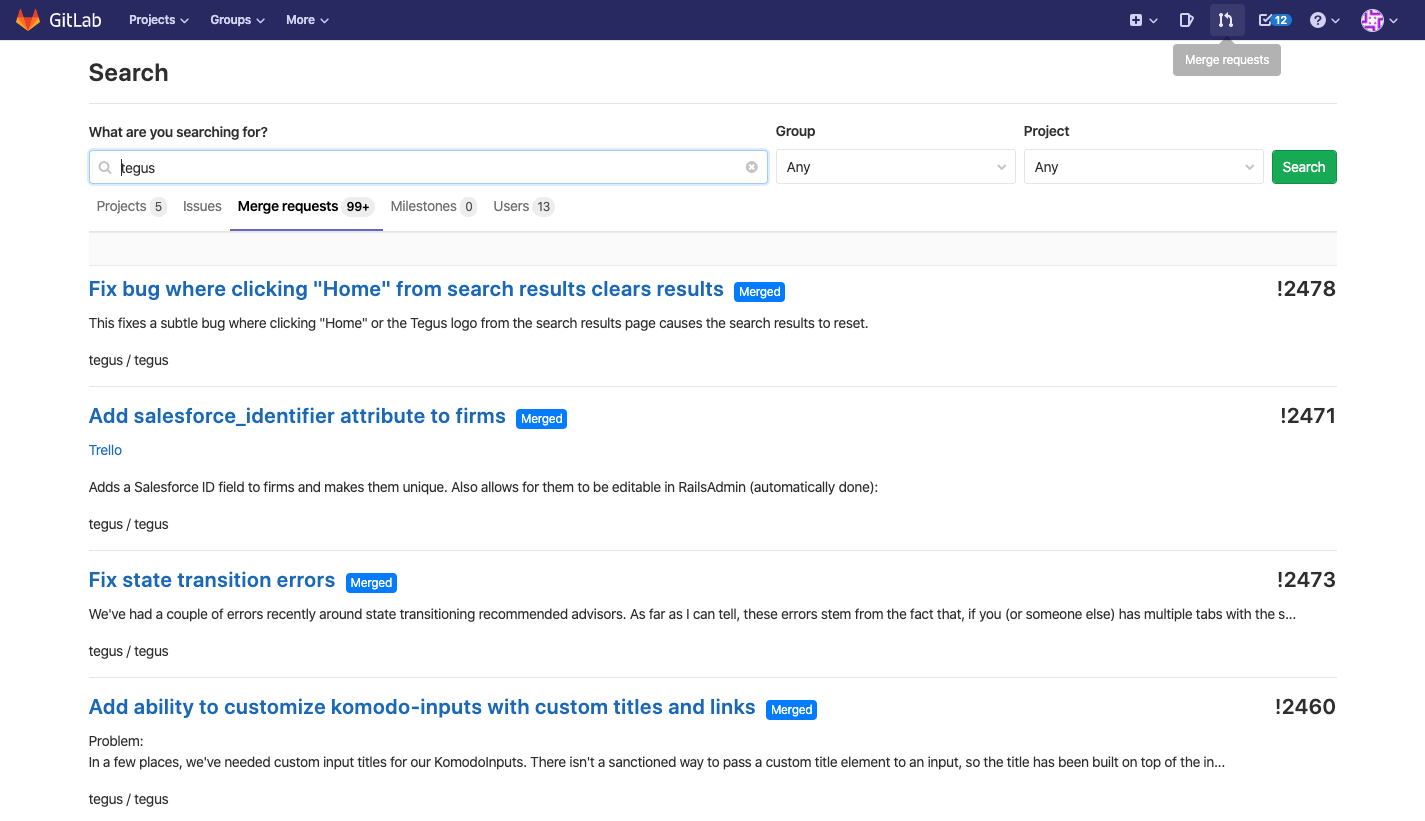 GitLab Projects Groups More 12
Merge requests
Search
What are you searching for? Group Project
tegus Any Any Search
Projects 5 Issues Merge requests 99+ Milestones 0 Users 13
Fix bug where clicking "Home" from search results clears results Merged !2478
This fixes a subtle bug where clicking "Home" or the Tegus logo from the search results page causes the search results to reset.
tegus / tegus
Add salesforce_identifier attribute to firms Merged !2471
Trello
Adds a Salesforce ID field to firms and makes them unique. Also allows for them to be editable in RailsAdmin (automatically done):
tegus / tegus
Fix state transition errors Merged !2473
We've had a couple of errors recently around state transitioning recommended advisors. As far as I can tell, these errors stem from the fact that, if you (or someone else) has multiple tabs with the s...
tegus / tegus
Add ability to customize komodo-inputs with custom titles and links Merged !2460
Problem:
In a few places, we've needed custom input titles for our KomodoInputs. There isn't a sanctioned way to pass a custom title element to an input, so the title has been built on top of the in...
tegus / tegus